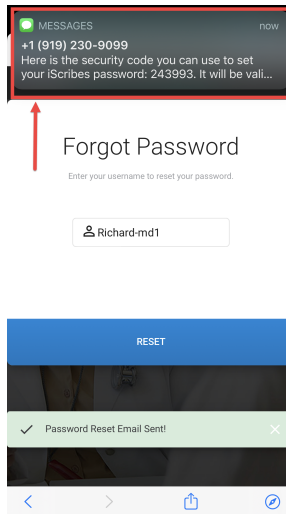 MESSAGES now
+1 (919) 230-9099
Here is the security code you can use to set
your iScribes password: 243993. It will be vali...
Forgot Password
Enter your username to reset your password.
Richard-md1
RESET
Password Reset Email Sent!